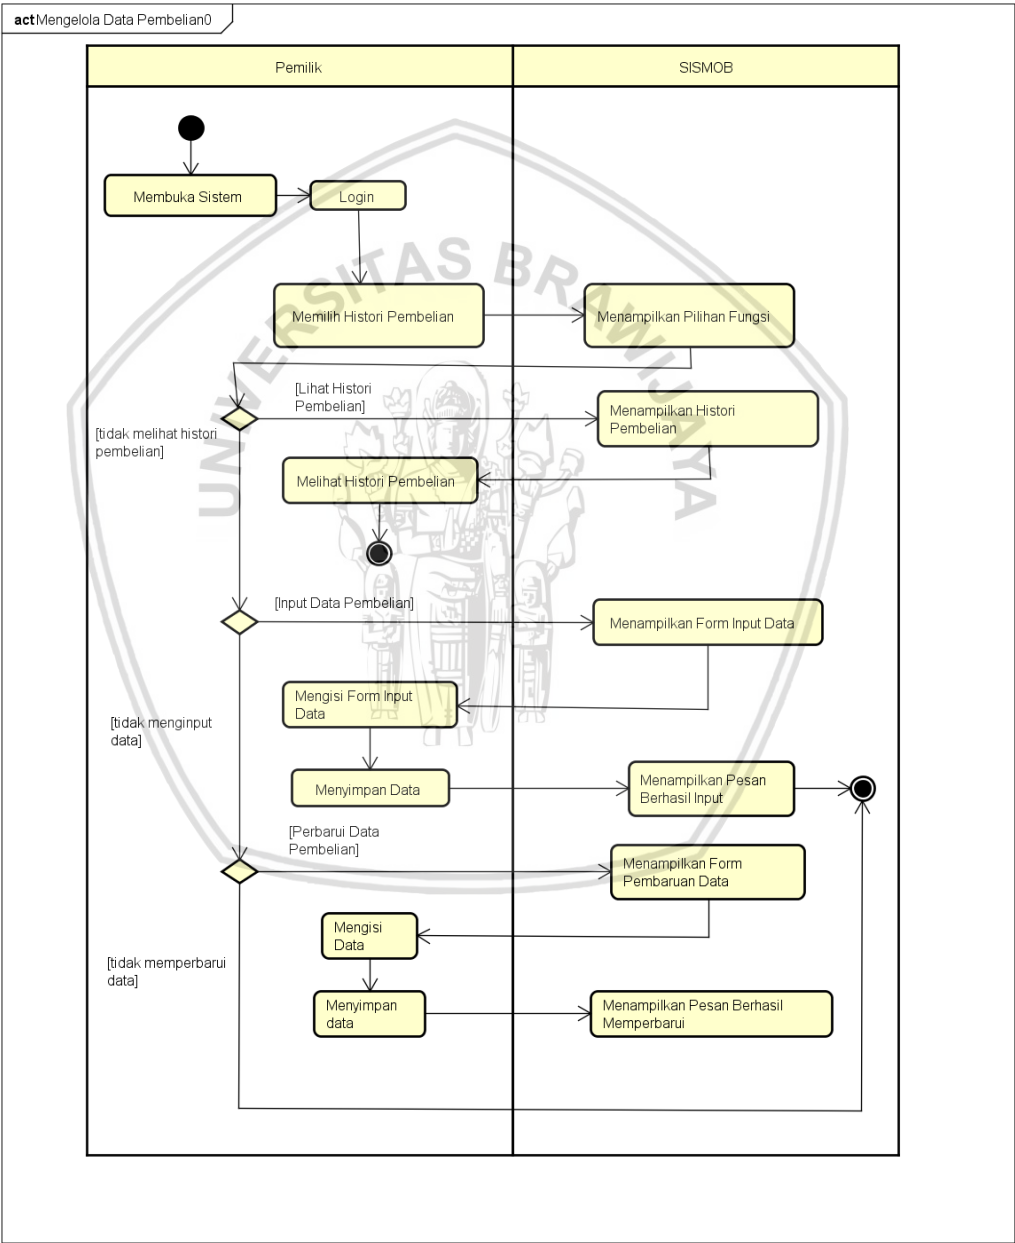 act Mengelola Data Pembelian0
Pemilik
SISMOB
Membuka Sistem
Login
Memilih Histori Pembelian
Menampilkan Pilihan Fungsi
[Lihat Histori
Pembelian]
Menampilkan Histori
Pembelian
[tidak melihat histori
pembelian]
Melihat Histori Pembelian
[Input Data Pembelian]
Menampilkan Form Input Data
Mengisi Form Input
Data
[tidak menginput
data]
Menyimpan Data
Menampilkan Pesan
Berhasil Input
[Perbarui Data
Pembelian]
Menampilkan Form
Pembaruan Data
Mengisi
Data
[tidak memperbarui
data]
Menyimpan
data
Menampilkan Pesan Berhasil
Memperbarui
UNIVERSITAS BRAWIJAYA